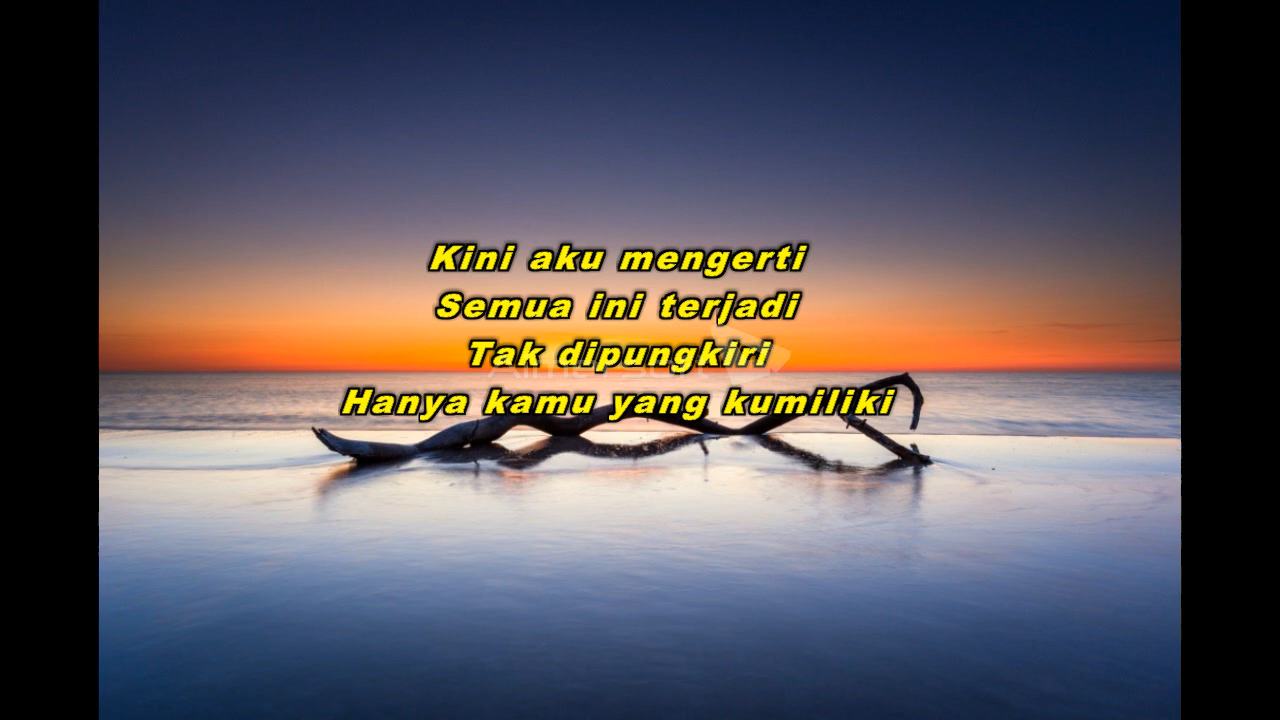 Kini aku mengerti
Semua ini terjadi
Tak dipungkiri
Hanya kamu yang kumiliki